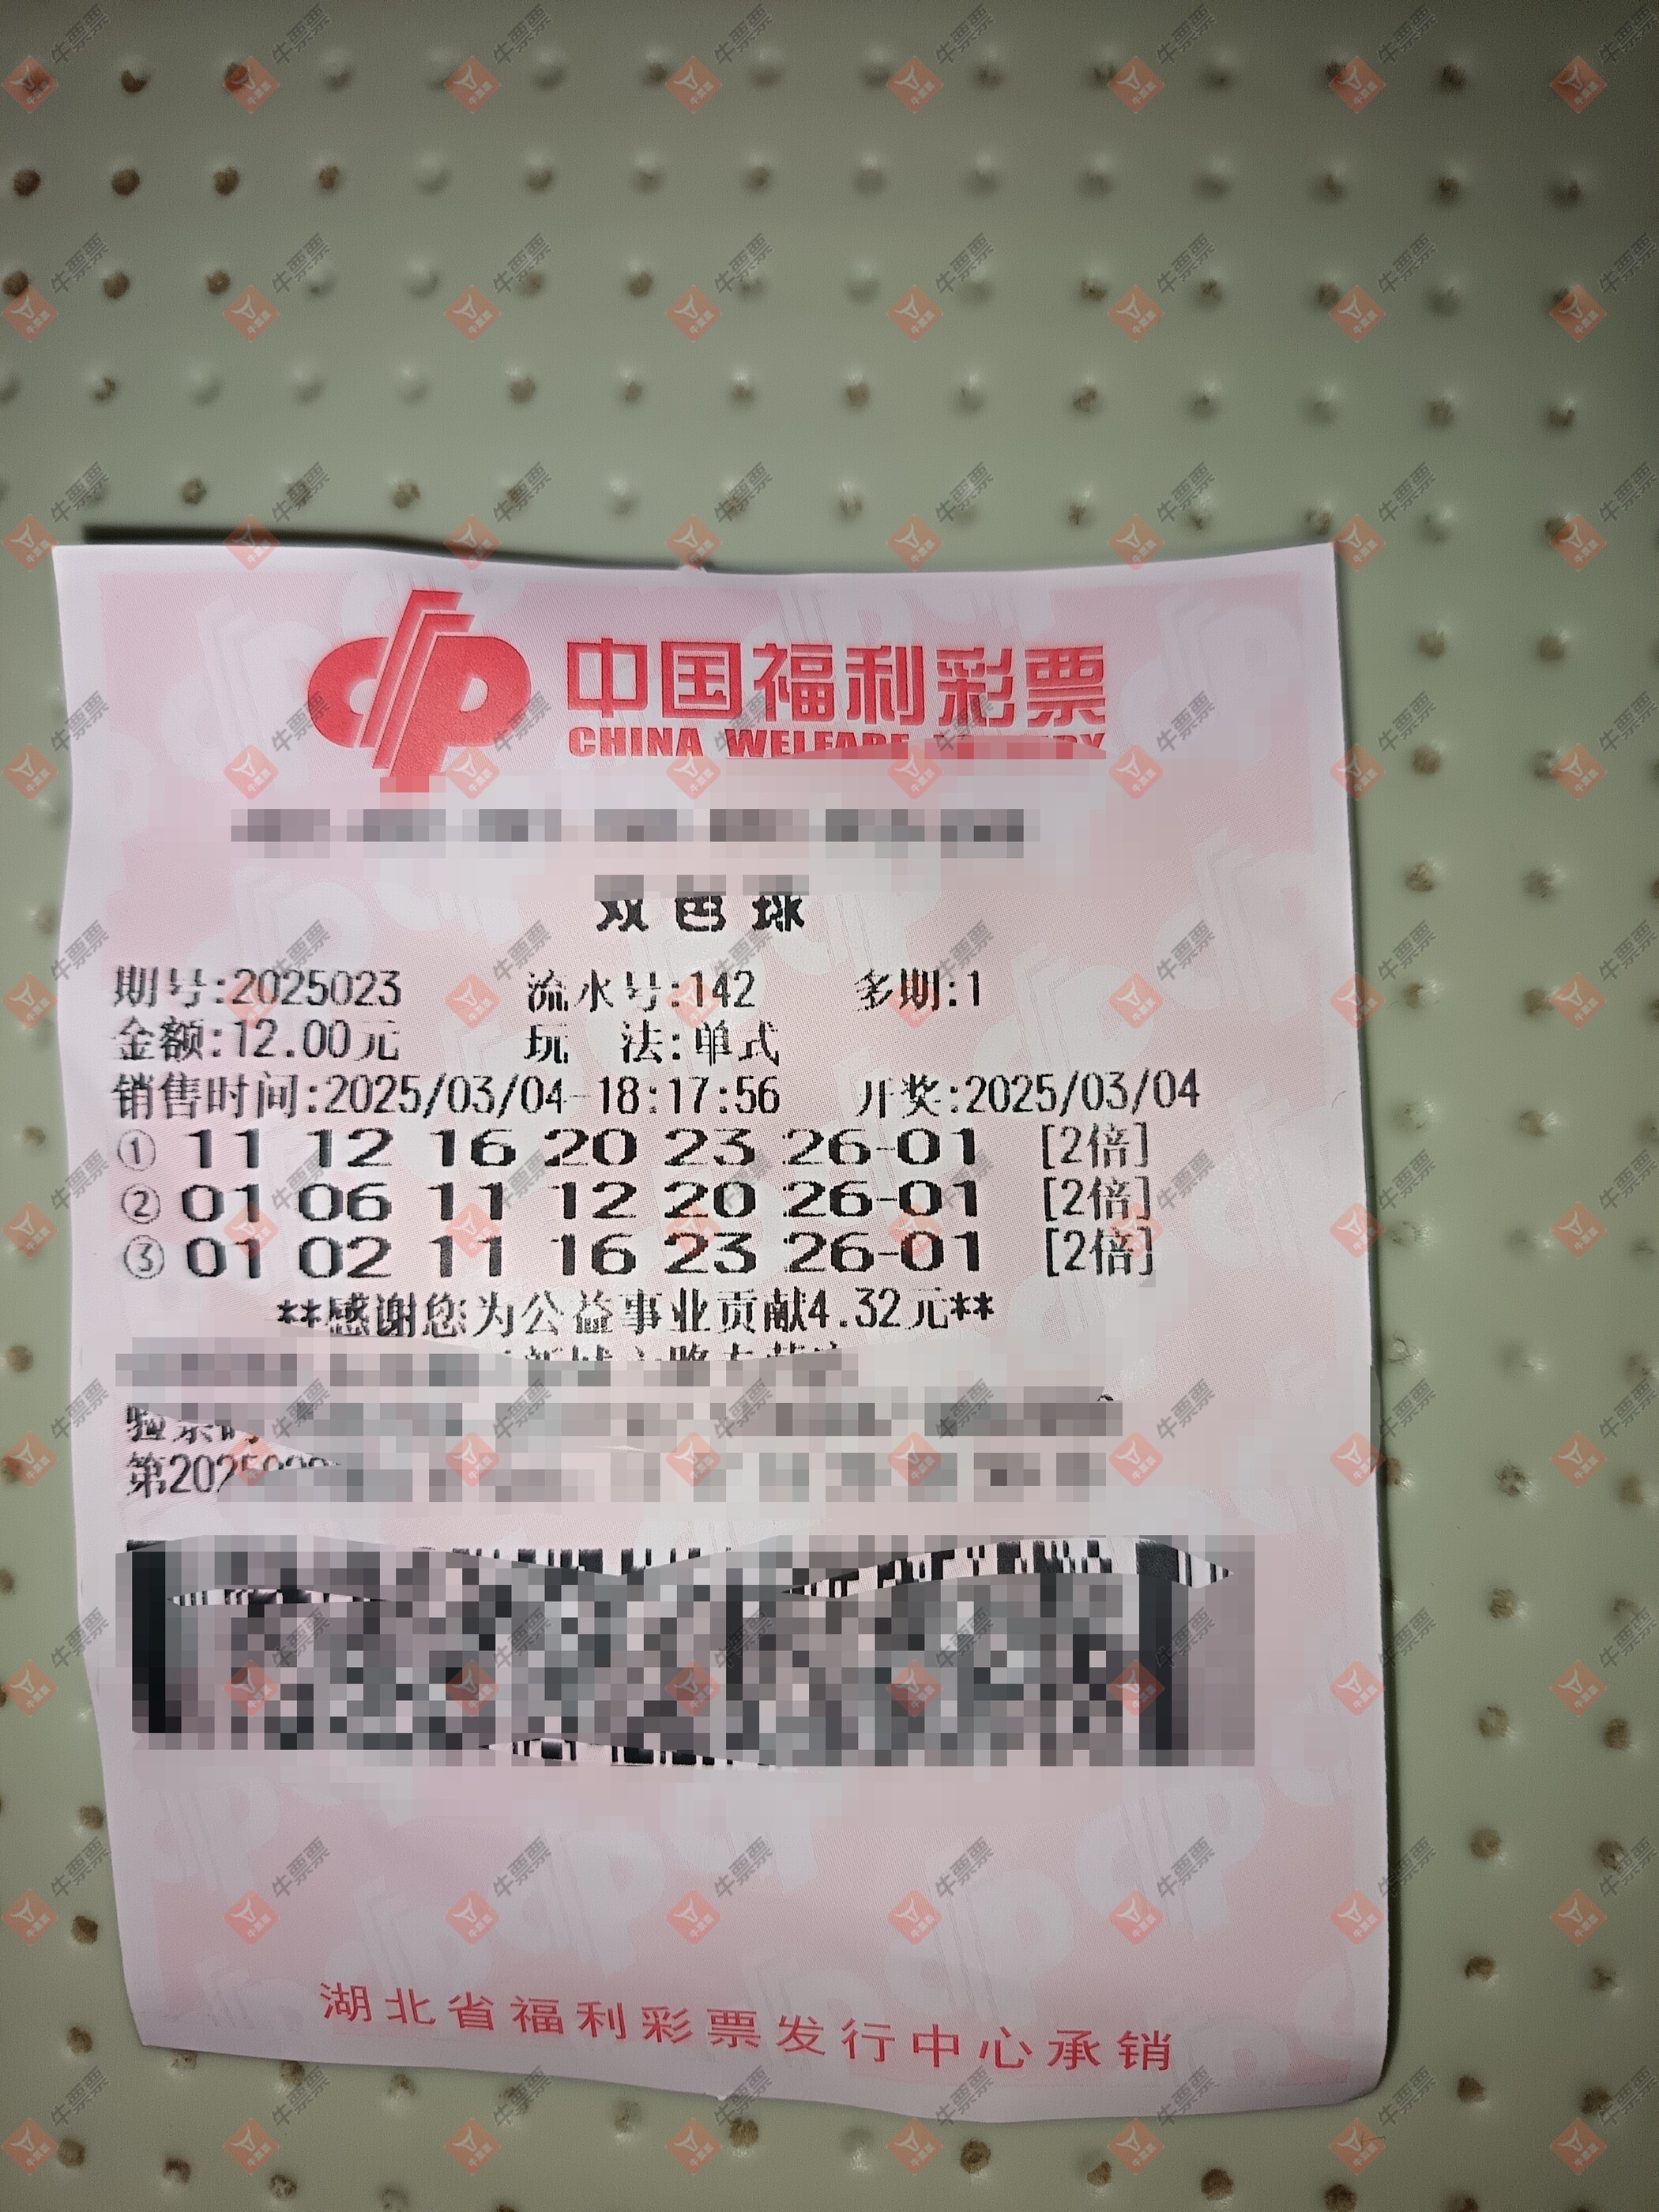 中国福利彩票
CHINA WELFARE
双色球
期号:2025023 流水号:142 多期:1
金额:12.00元 玩 法:单式
销售时间:2025/03/04-18:17:56 开奖:2025/03/04
① 11 12 16 20 23 26-01 [2倍]
② 01 06 11 12 20 26-01 [2倍]
③ 01 02 11 16 23 26-01 [2倍]
**感谢您为公益事业贡献4.32元**
湖北省福利彩票发行中心承销
牛票票